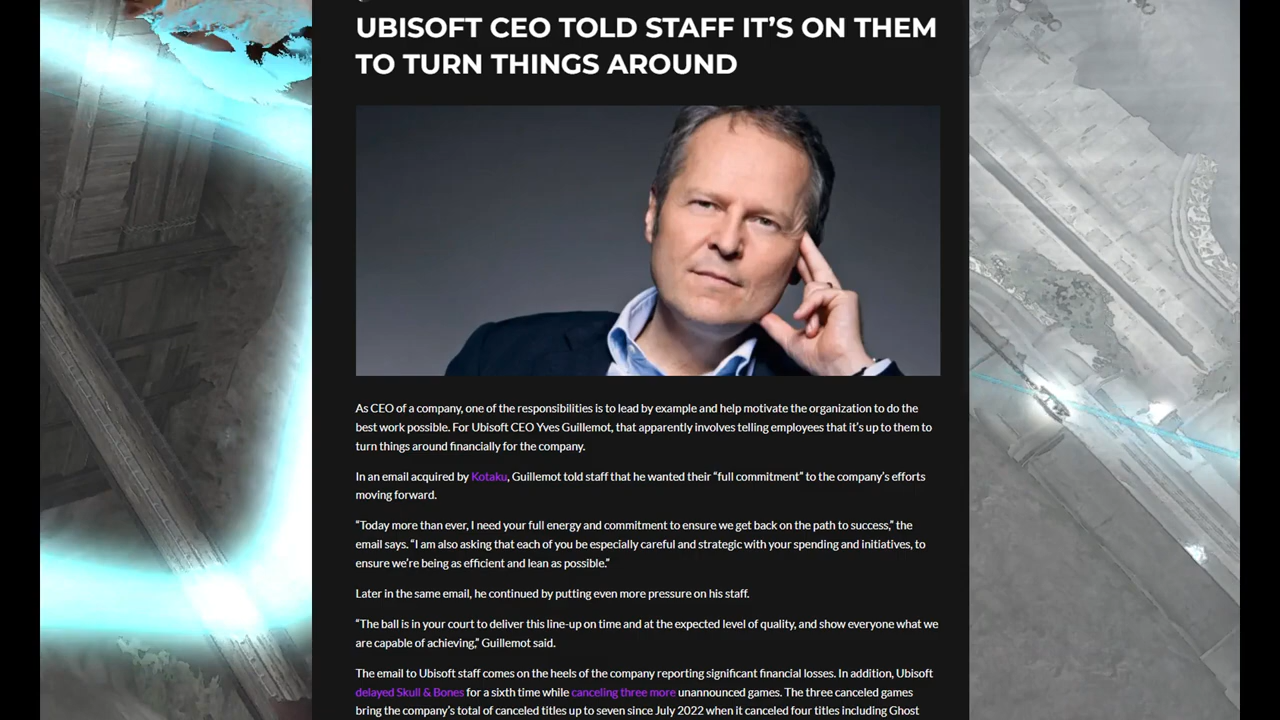 UBISOFT CEO TOLD STAFF IT’S ON THEM
TO TURN THINGS AROUND
As CEO of a company, one of the responsibilities is to lead by example and help motivate the organization to do the
best work possible. For Ubisoft CEO Yves Guillemot, that apparently involves telling employees that it’s up to them to
turn things around financially for the company.
In an email acquired by Kotaku, Guillemot told staff that he wanted their “full commitment” to the company’s efforts
moving forward.
“Today more than ever, I need your full energy and commitment to ensure we get back on the path to success,” the
email says. “I am also asking that each of you be especially careful and strategic with your spending and initiatives, to
ensure we’re being as efficient and lean as possible.”
Later in the same email, he continued by putting even more pressure on his staff.
“The ball is in your court to deliver this line-up on time and at the expected level of quality, and show everyone what we
are capable of achieving,” Guillemot said.
The email to Ubisoft staff comes on the heels of the company reporting significant financial losses. In addition, Ubisoft
delayed Skull & Bones for a sixth time while canceling three more unannounced games. The three canceled games
bring the company’s total of canceled titles up to seven since July 2022 when it canceled four titles including Ghost